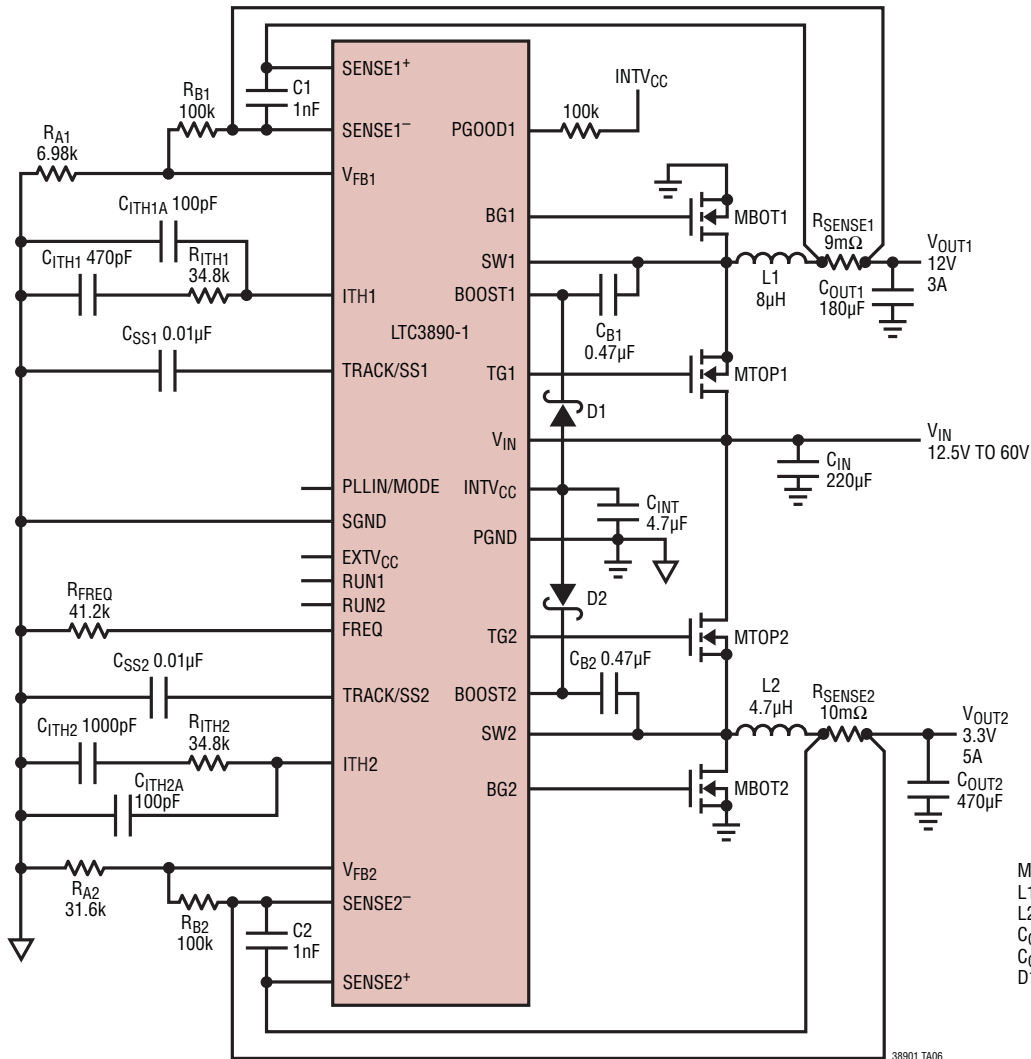 SENSE1+
C1
1nF
RB1
100k
SENSE1–
RA1
6.98k
VFB1
CITH1A 100pF
CITH1 470pF
RITH1
34.8k
ITH1
CSS1 0.01µF
TRACK/SS1
PLLIN/MODE
SGND
EXTVCC
RUN1
RUN2
RFREQ
41.2k
FREQ
CSS2 0.01µF
TRACK/SS2
CITH2 1000pF
RITH2
34.8k
ITH2
CITH2A
100pF
VFB2
RA2
31.6k
RB2
100k
SENSE2–
C2
1nF
SENSE2+
LTC3890-1
INTVCC
100k
PGOOD1
BG1
MBOT1
SW1
L1
8µH
RSENSE1
9mΩ
VOUT1
12V
3A
COUT1
180µF
BOOST1
CB1
0.47µF
TG1
MTOP1
D1
VIN
VIN
12.5V TO 60V
CIN
220µF
INTVCC
CINT
4.7µF
PGND
D2
TG2
MTOP2
CB2 0.47µF
BOOST2
L2
4.7µH
RSENSE2
10mΩ
VOUT2
3.3V
5A
SW2
COUT2
470µF
BG2
MBOT2
M
L1
L2
CO
CO
D1
38901 TA06